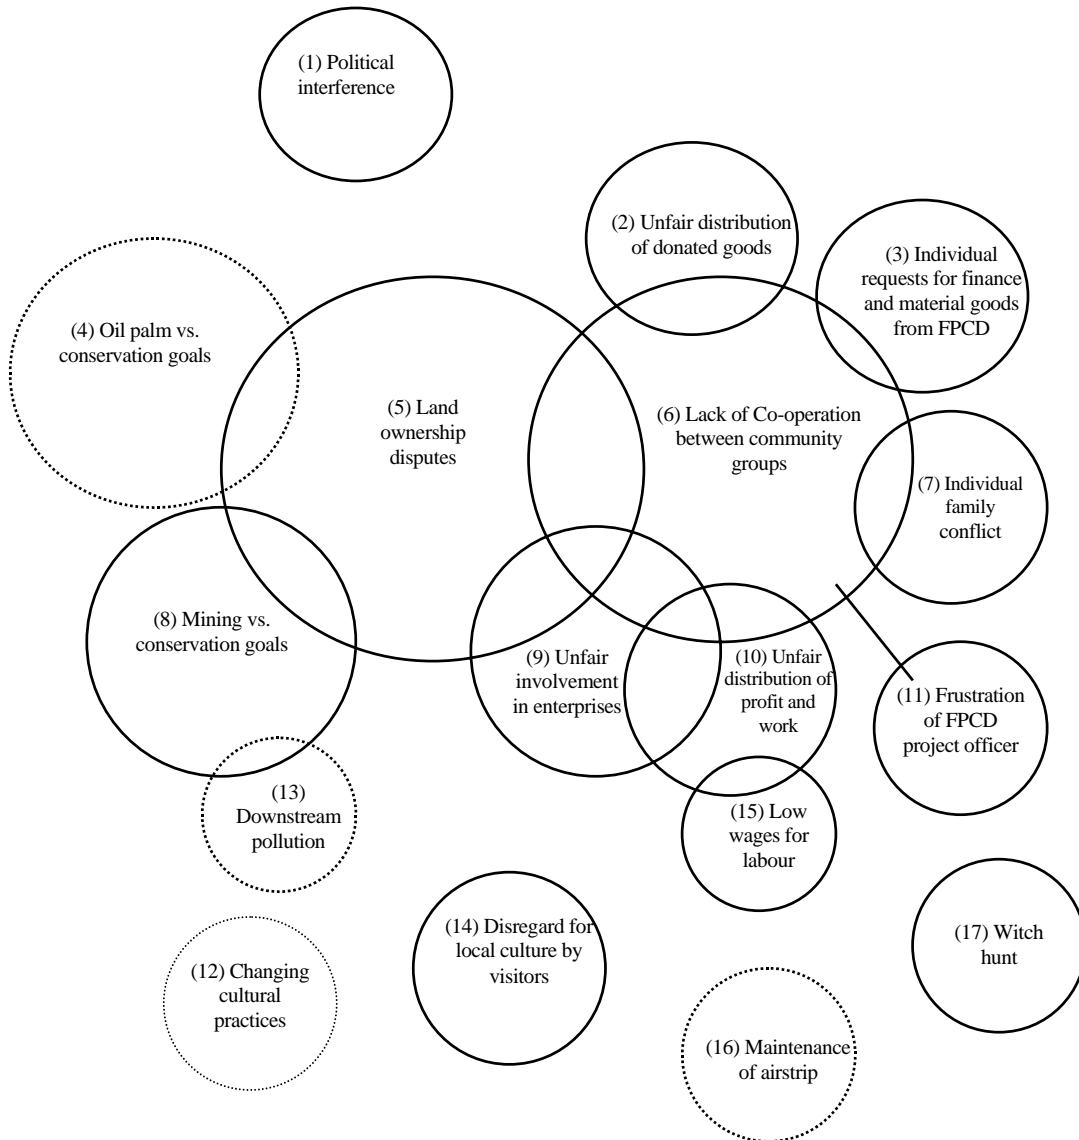 (1) Political
interference
(2) Unfair distribution
of donated goods
(3) Individual
requests for finance
and material goods
from FPCD
(4) Oil palm vs.
conservation goals
(5) Land
ownership
disputes
(6) Lack of Co-operation
between community
groups
(7) Individual
family
conflict
(8) Mining vs.
conservation goals
(9) Unfair
involvement
in enterprises
(10) Unfair
distribution of
profit and
work
(11) Frustration
of FPCD
project officer
(13)
Downstream
pollution
(15) Low
wages for
labour
(14) Disregard for
local culture by
visitors
(17) Witch
hunt
(12) Changing
cultural
practices
(16) Maintenance
of airstrip